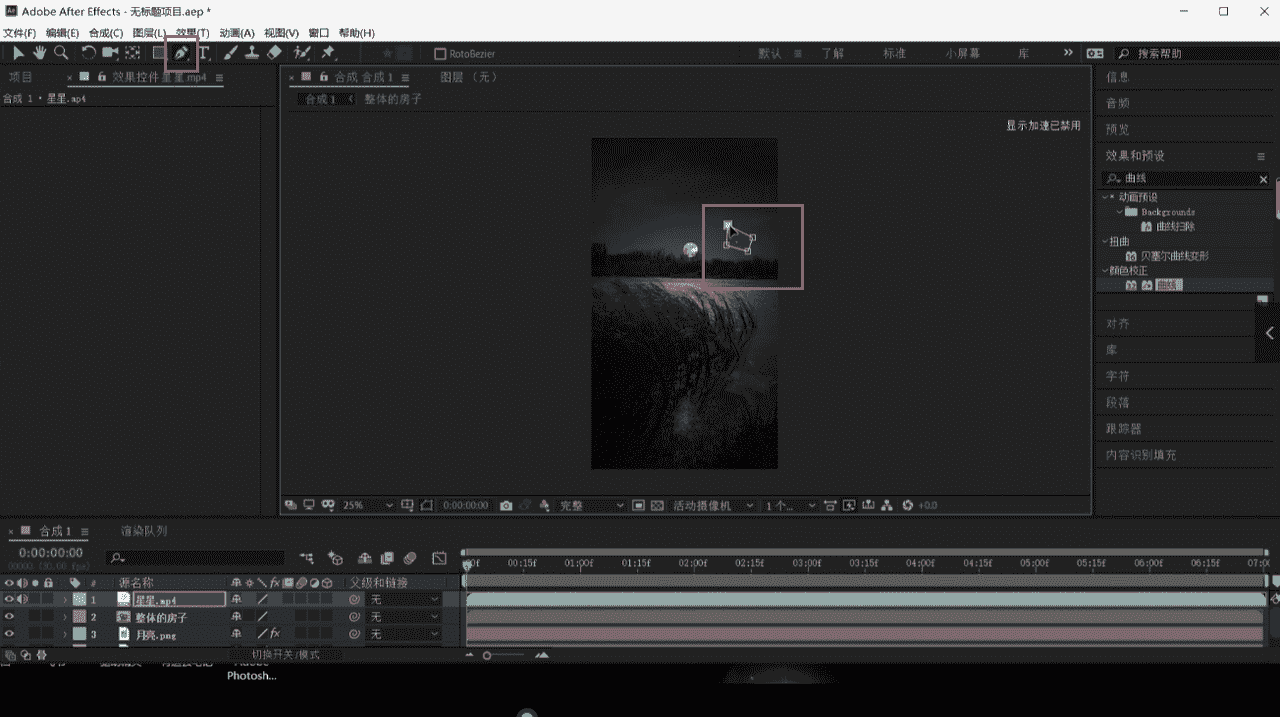 Adobe After Effects - 无标题项目.aep *
文件(F) 编辑(E) 合成(C) 图层(L) 效果(T) 动画(A) 视图(V) 窗口 帮助(H)
RotoBezier 默认 了解 标准 小屏幕 库 » 搜索帮助
项目 效果控件 星星.mp4
合成 1 • 星星.mp4
合成 合成1 图层 （无）
合成1 整体的房子
显示加速已禁用
信息
音频
预览
效果和预设
曲线
* 动画预设
Backgrounds
曲线扫除
扭曲
贝塞尔曲线变形
颜色校正
曲线
对齐
库
字符
段落
跟踪器
内容识别填充
25% 0:00:00:00 完整 活动摄像机 1 个... +0.0
合成1 渲染队列
0:00:00:00
00000 (30.00 fps)
00:15f 01:00f 01:15f 02:00f 02:15f 03:00f 03:15f 04:00f 04:15f 05:00f 05:15f 06:00f 06:15f 07:00
# 源名称 fx 父级和链接
1 星星.mp4 无
2 整体的房子 无
3 月亮.png fx 无
切换开关/模式
Photosh...